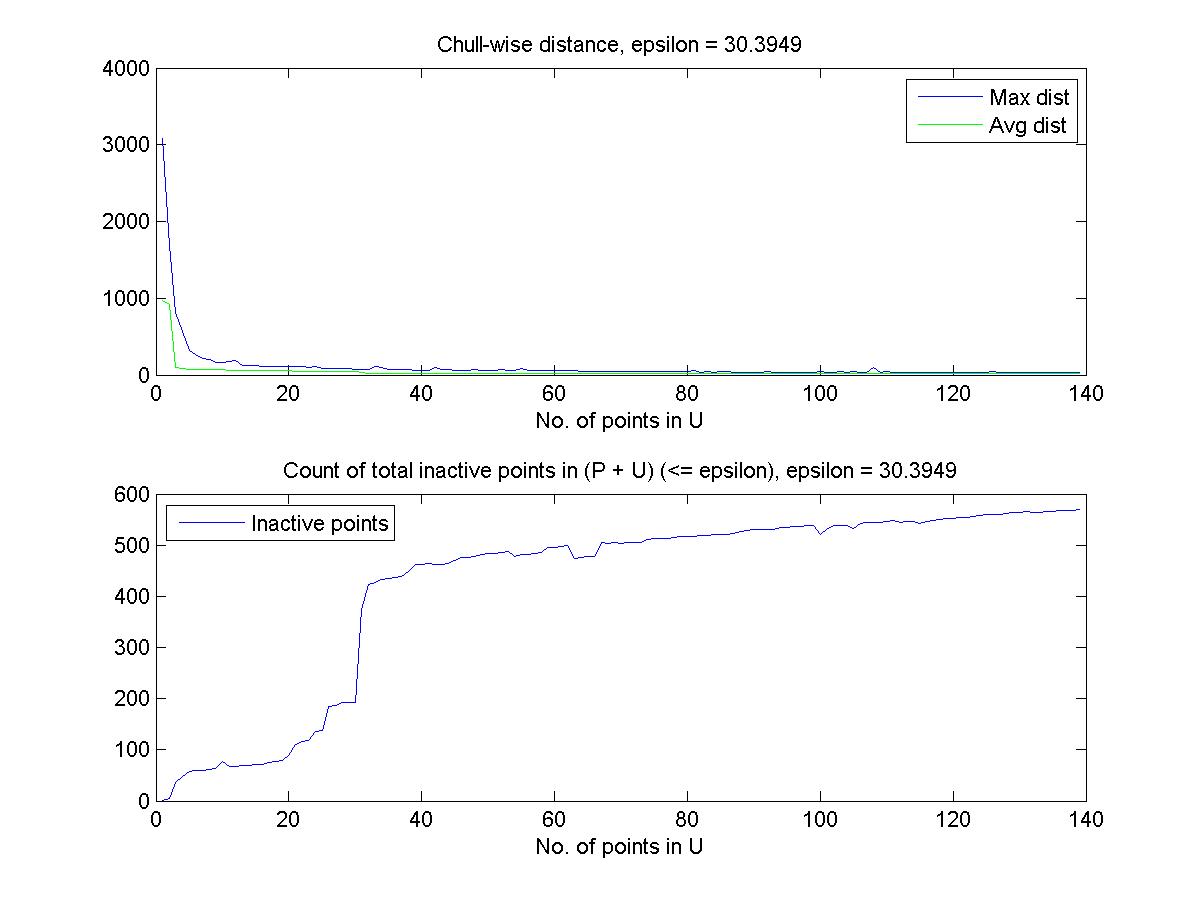 Chull-wise distance, epsilon = 30.3949
4000
3000
2000
1000
0
Max dist
Avg dist
0 20 40 60 80 100 120 140
No. of points in U
Count of total inactive points in (P + U) (<= epsilon), epsilon = 30.3949
600
500
400
300
200
100
0
Inactive points
0 20 40 60 80 100 120 140
No. of points in U